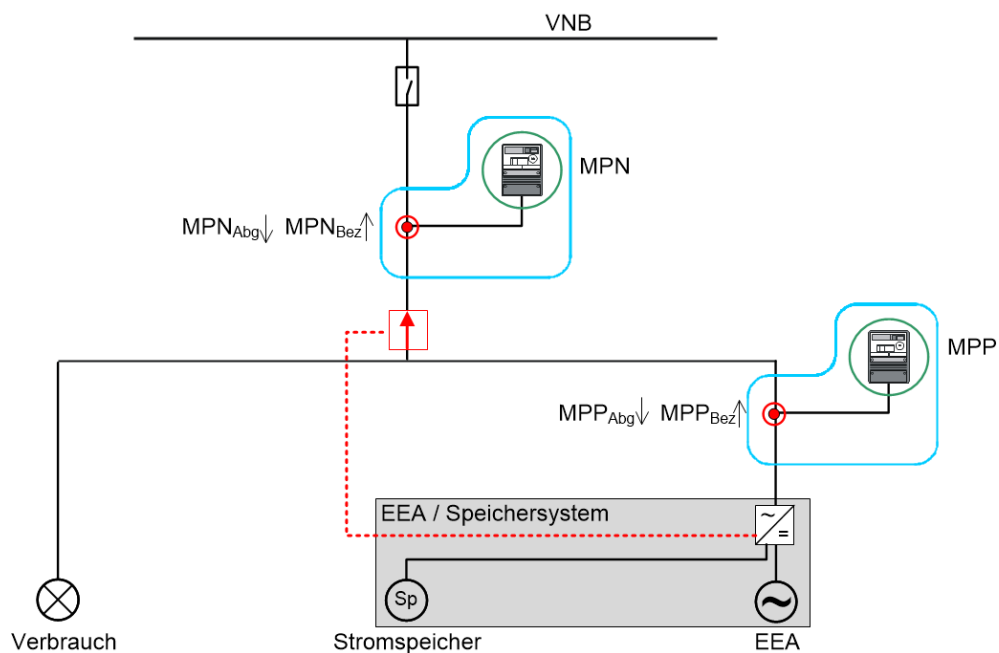 VNB
MPN
MPNAbg↓ MPNBez↑
MPP
MPPAbg↓ MPPBez↑
EEA / Speichersystem
~
=
Sp
~
Verbrauch
Stromspeicher
EEA